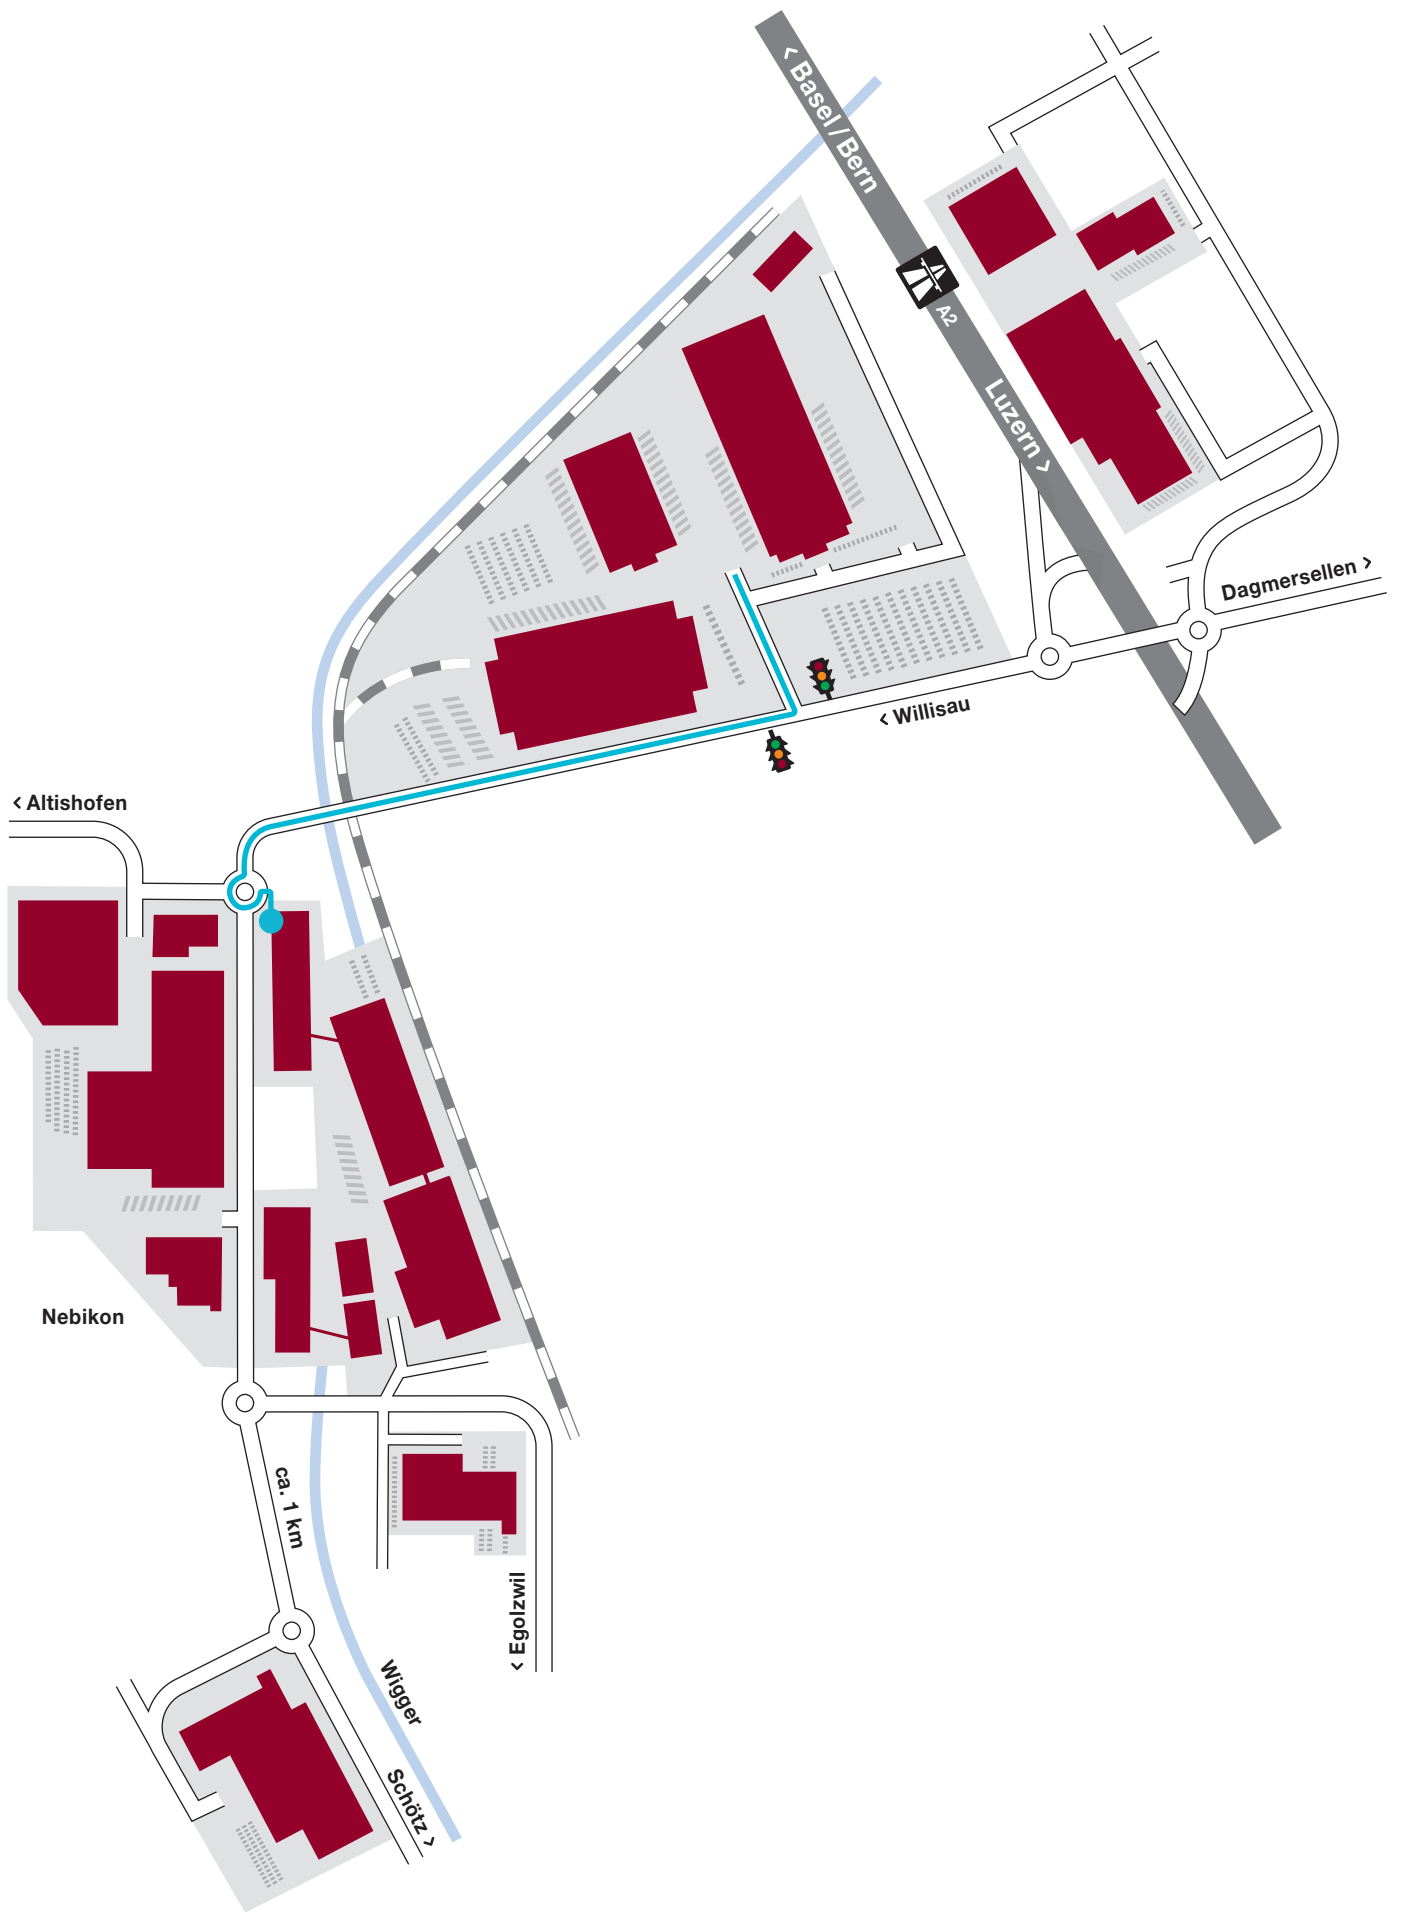 ‹ Basel / Bern
A2
Luzern ›
Dagmersellen ›
‹ Willisau
‹ Altishofen
Nebikon
ca. 1 km
‹ Egolzwil
Wigger
Schötz ›